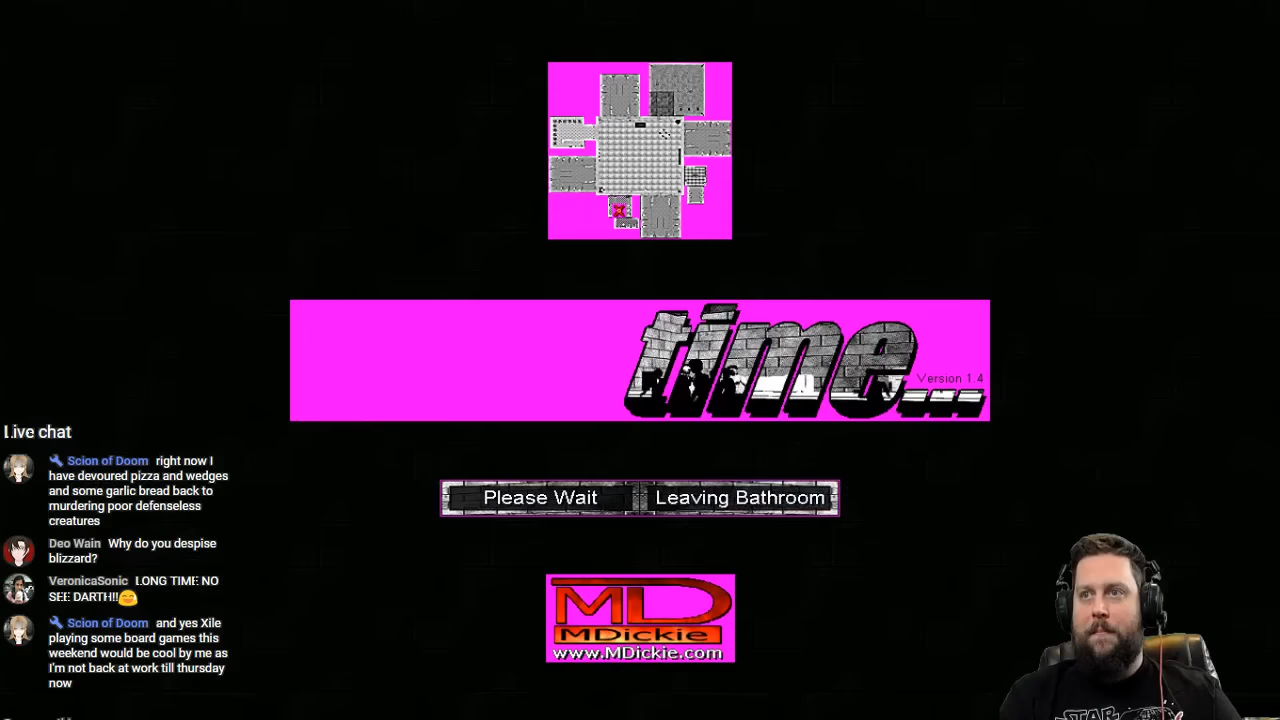 time...
Version 1.4
Live chat
Scion of Doom right now I
have devoured pizza and wedges
and some garlic bread back to
murdering poor defenseless
creatures
Deo Wain Why do you despise
blizzard?
VeronicaSonic LONG TIME NO
SEE DARTH!!
Scion of Doom and yes Xile
playing some board games this
weekend would be cool by me as
I'm not back at work till thursday
now
Please Wait Leaving Bathroom
MD
MDickie
www.MDickie.com
STAR